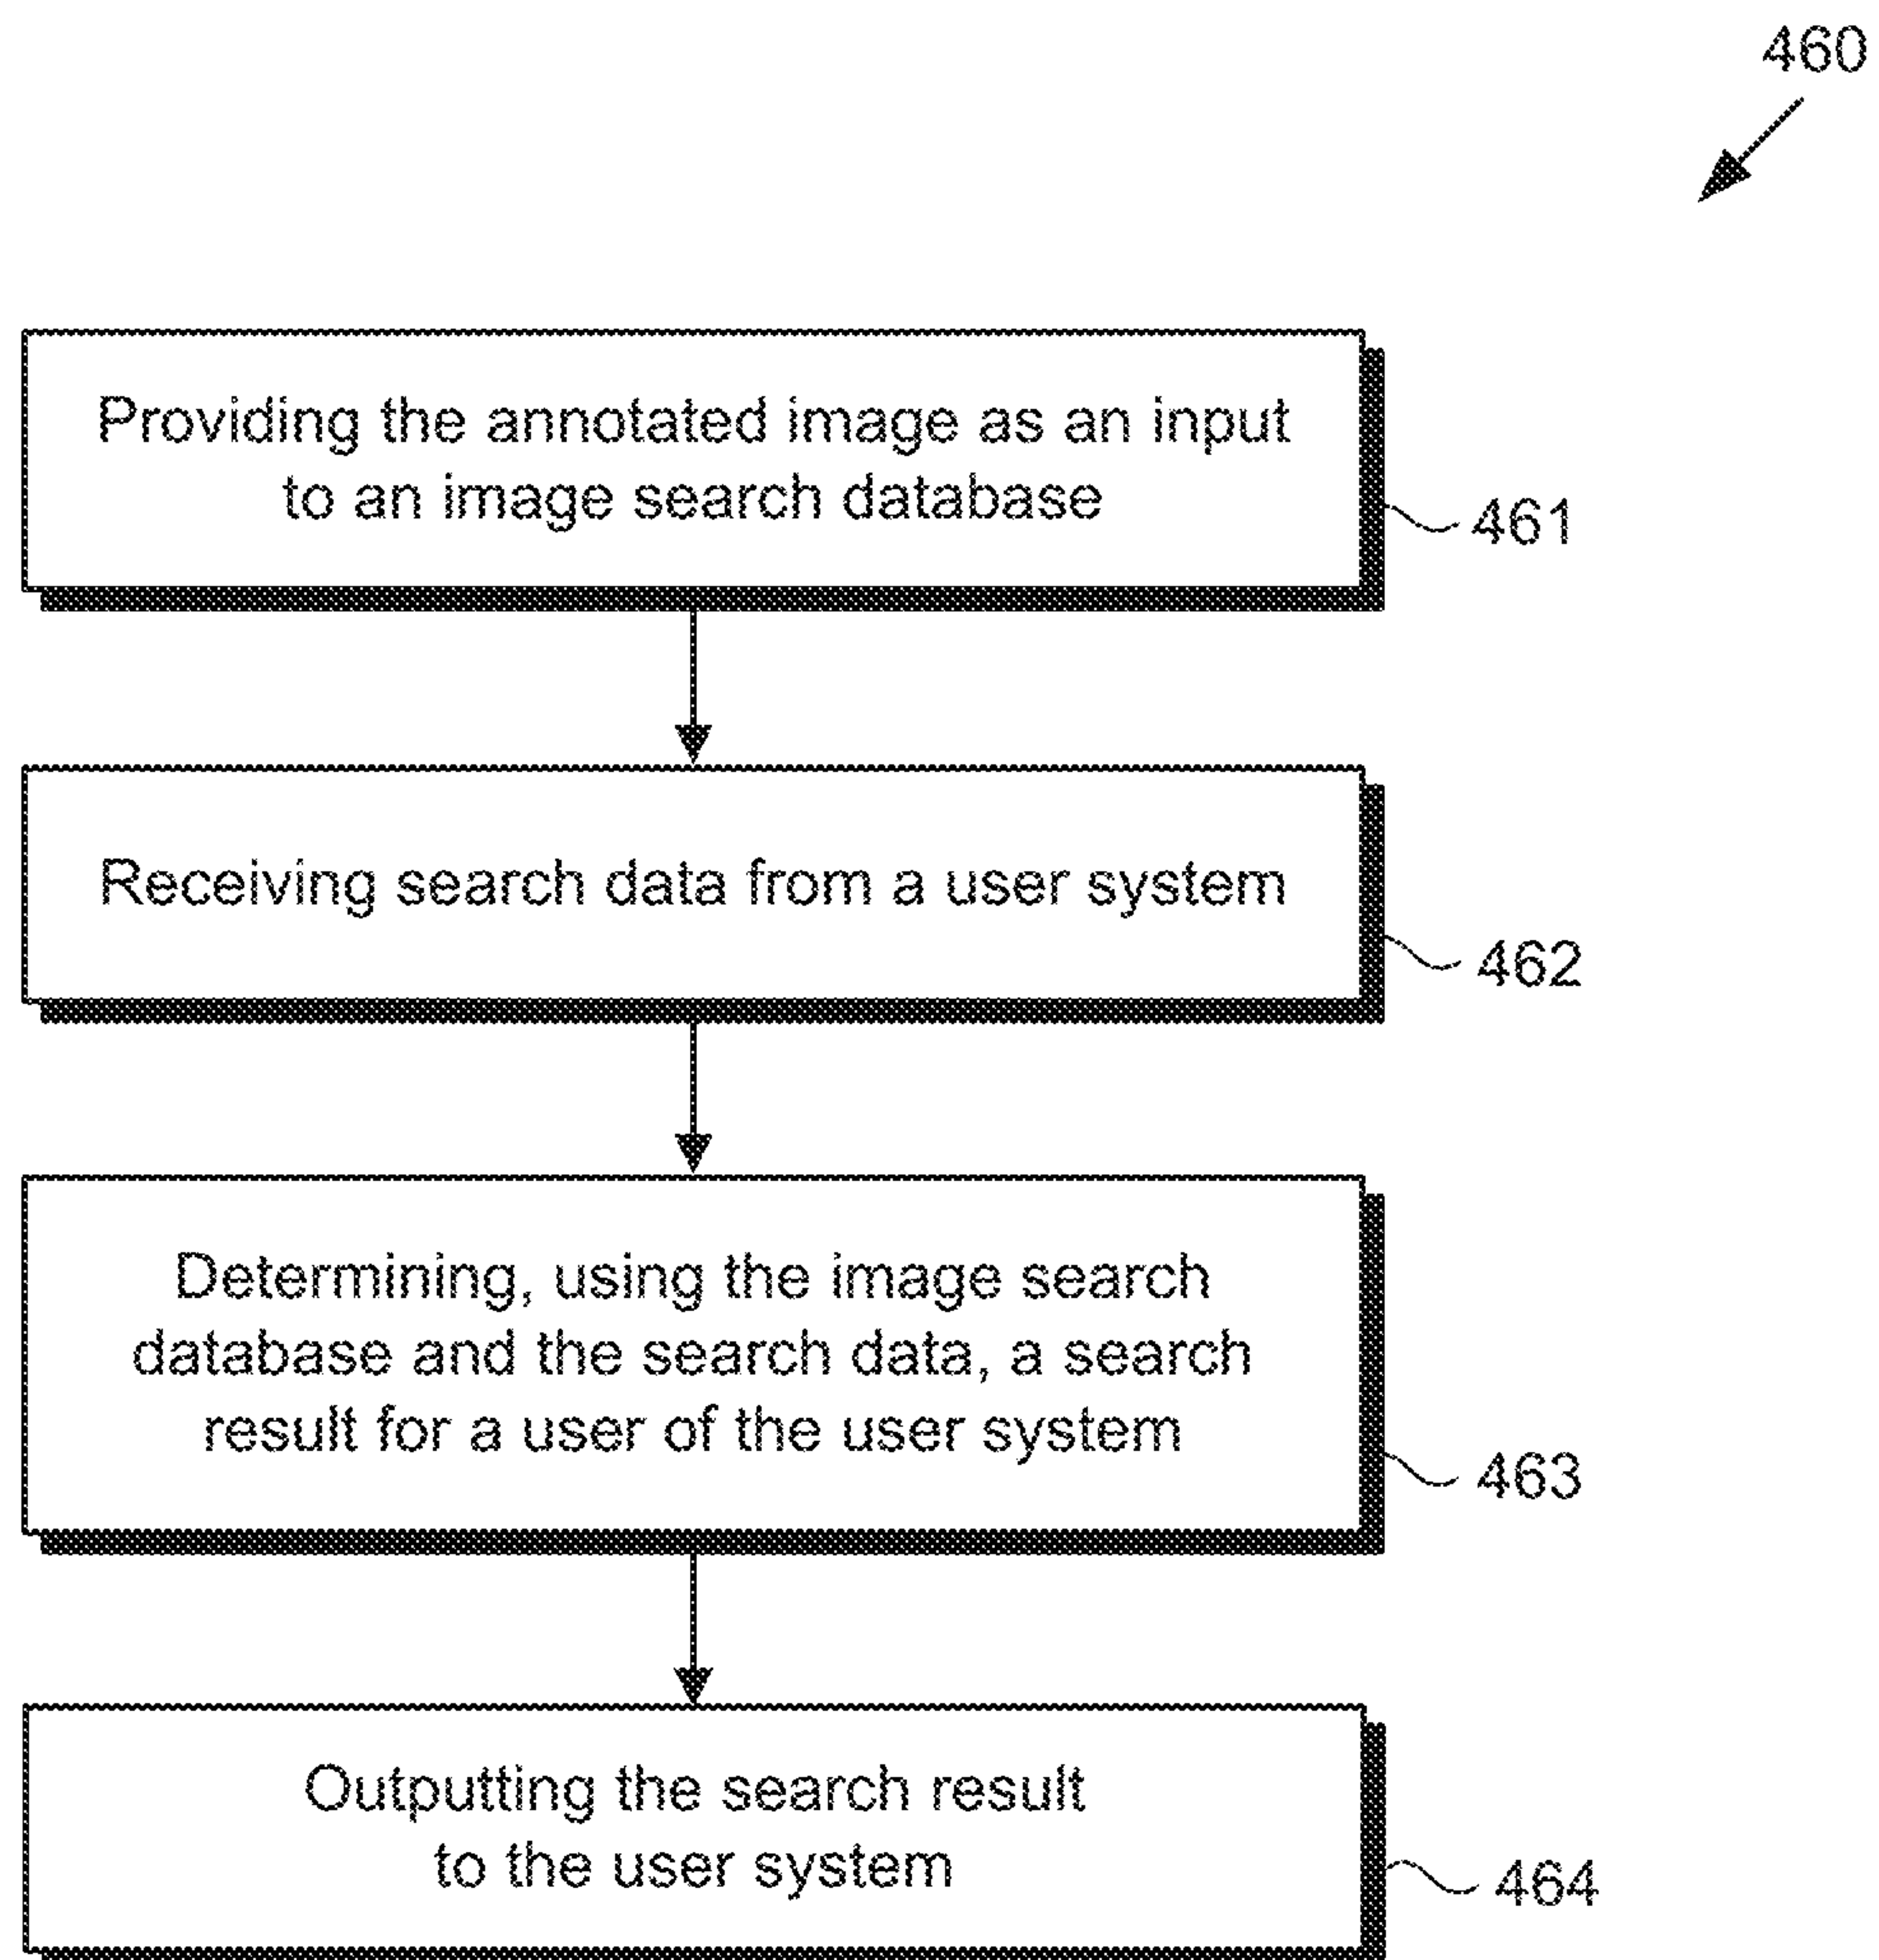 460
Providing the annotated image as an input
to an image search database
461
Receiving search data from a user system
462
Determining, using the image search
database and the search data, a search
result for a user of the user system
463
Outputting the search result
to the user system
464